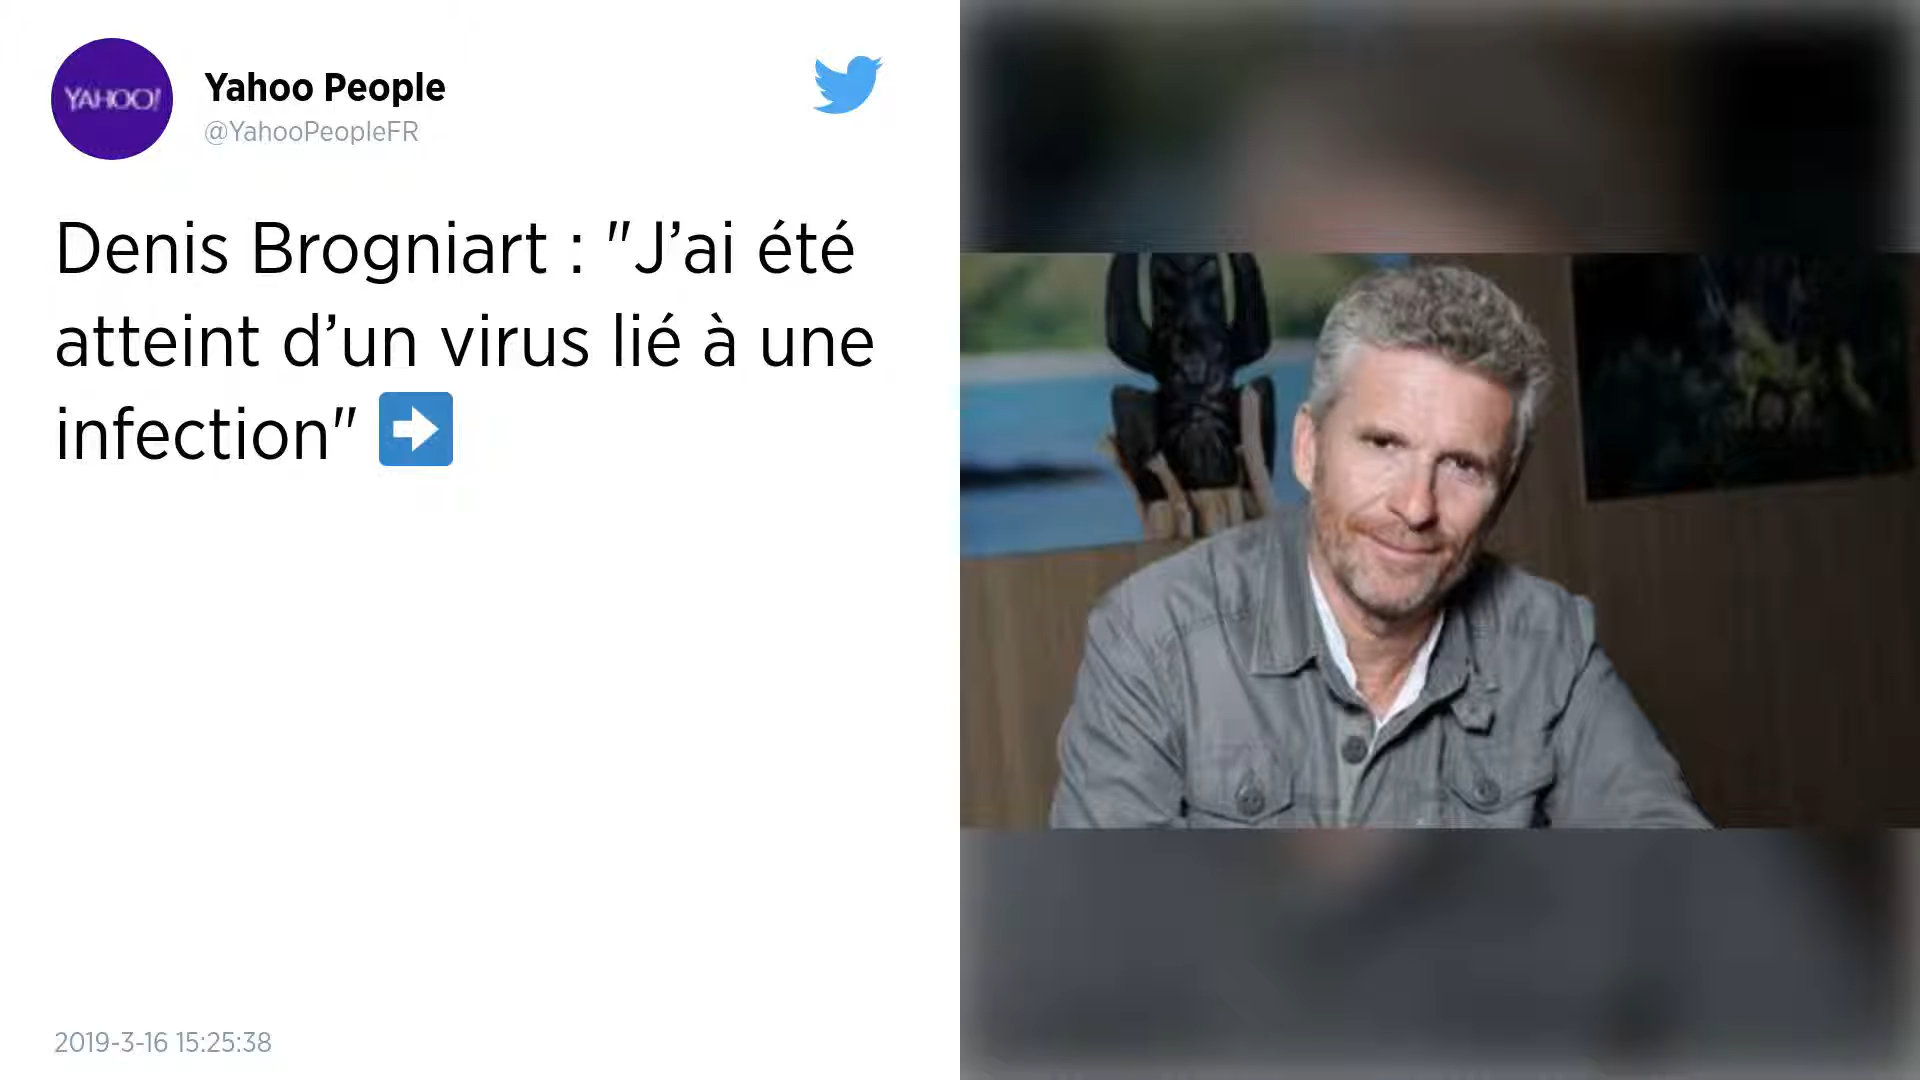 YAHOO!
Yahoo People
@YahooPeopleFR
Denis Brogniart : "J’ai été
atteint d’un virus lié à une
infection" ➡️
2019-3-16 15:25:38